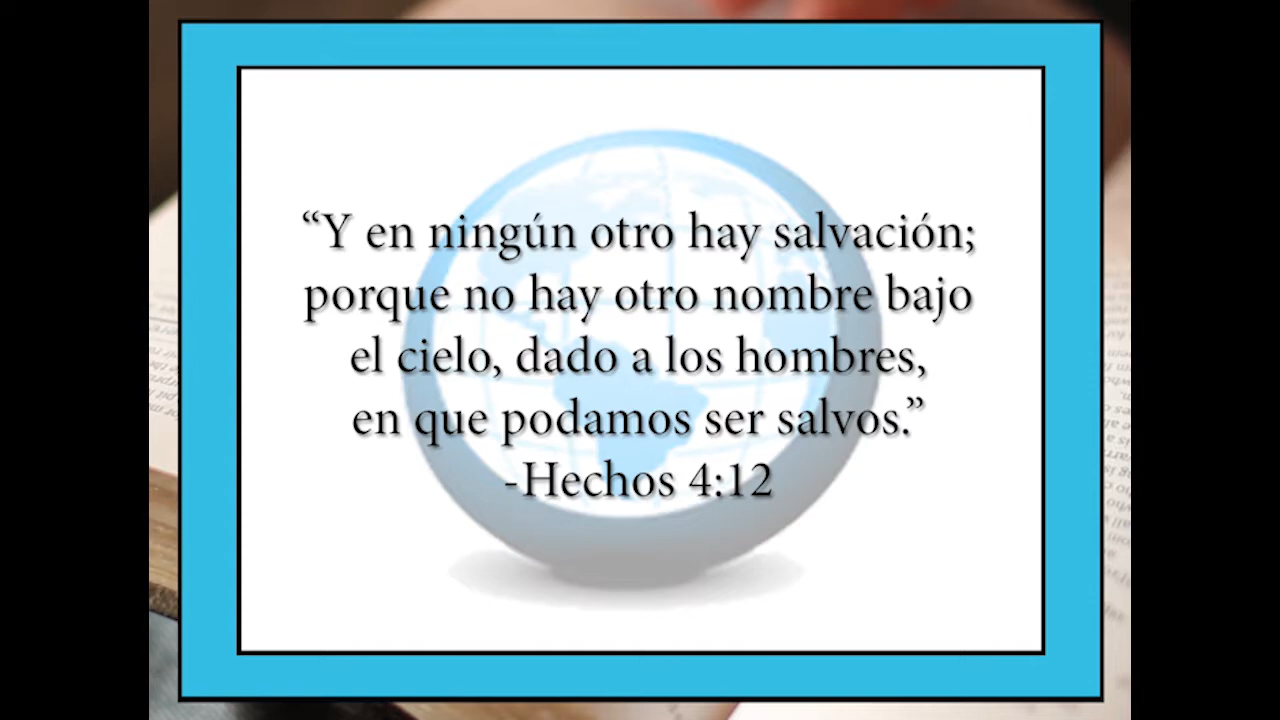 “Y en ningún otro hay salvación;
porque no hay otro nombre bajo
el cielo, dado a los hombres,
en que podamos ser salvos.”
-Hechos 4:12